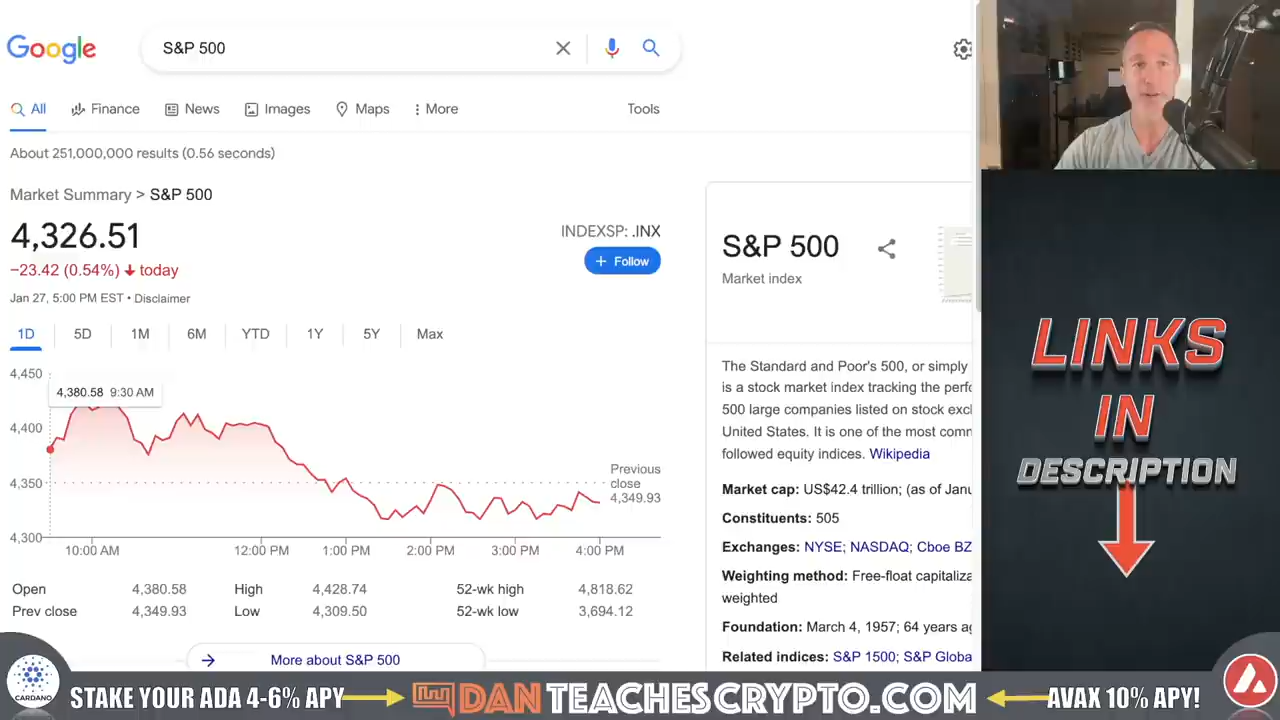 Google
S&P 500
All
Finance
News
Images
Maps
More
Tools
About 251,000,000 results (0.56 seconds)
Market Summary > S&P 500
4,326.51
−23.42 (0.54%) today
Jan 27, 5:00 PM EST • Disclaimer
INDEXSP: .INX
+ Follow
1D
5D
1M
6M
YTD
1Y
5Y
Max
4,450
4,400
4,350
4,300
4,380.58 9:30 AM
Previous
close
4,349.93
10:00 AM
12:00 PM
1:00 PM
2:00 PM
3:00 PM
4:00 PM
Open 4,380.58 High 4,428.74 52-wk high 4,818.62
Prev close 4,349.93 Low 4,309.50 52-wk low 3,694.12
More about S&P 500
S&P 500
Market index
The Standard and Poor's 500, or simply
is a stock market index tracking the perfo
500 large companies listed on stock exc
United States. It is one of the most comm
followed equity indices. Wikipedia
Market cap: US$42.4 trillion; (as of Janu
Constituents: 505
Exchanges: NYSE; NASDAQ; Cboe BZ
Weighting method: Free-float capitaliza
weighted
Foundation: March 4, 1957; 64 years ag
Related indices: S&P 1500; S&P Globa
LINKS
IN
DESCRIPTION
CARDANO
STAKE YOUR ADA 4-6% APY
DANTEACHESCRYPTO.COM
AVAX 10% APY!